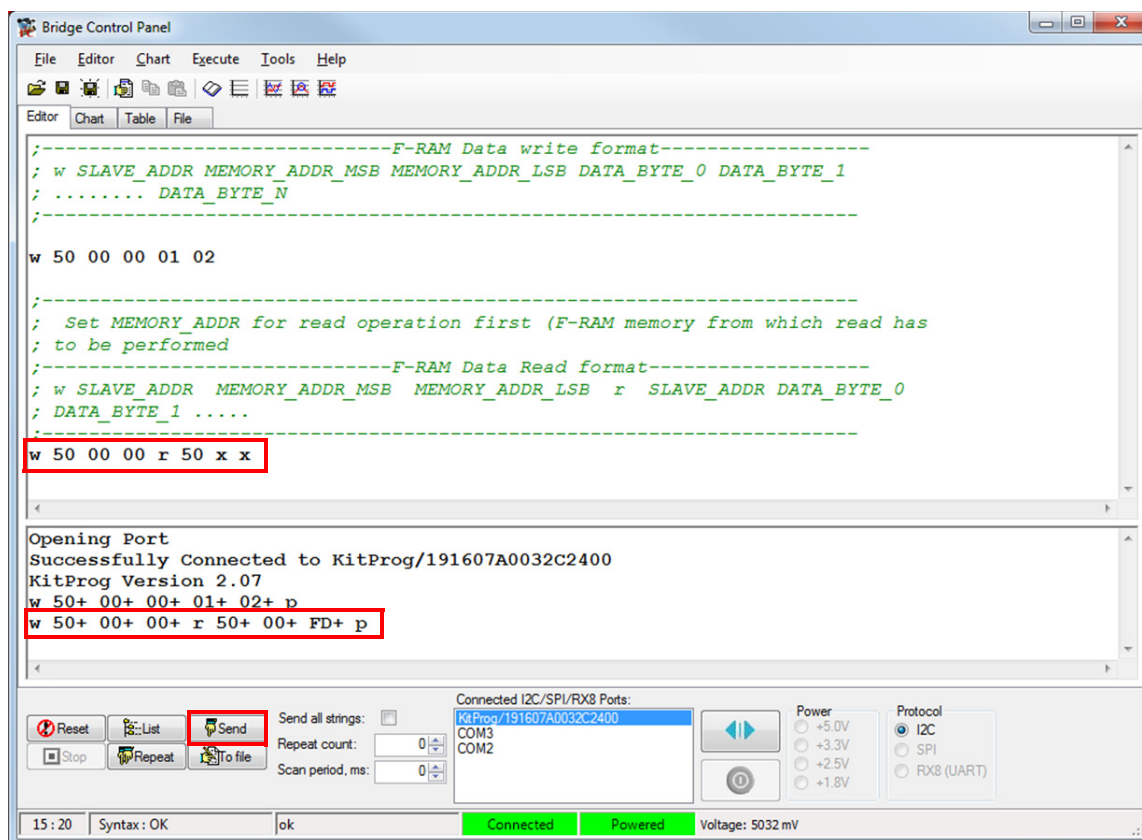 Bridge Control Panel
File Editor Chart Execute Tools Help
Editor Chart Table File
;------------------------------F-RAM Data write format------------------
; w SLAVE_ADDR MEMORY_ADDR_MSB MEMORY_ADDR_LSB DATA_BYTE_0 DATA_BYTE_1
; ........ DATA_BYTE_N
;----------------------------------------------------------------------
w 50 00 00 01 02
;----------------------------------------------------------------------
;  Set MEMORY_ADDR for read operation first (F-RAM memory from which read has
; to be performed
;------------------------------F-RAM Data Read format-------------------
; w SLAVE_ADDR  MEMORY_ADDR_MSB  MEMORY_ADDR_LSB  r  SLAVE_ADDR DATA_BYTE_0
; DATA_BYTE_1 .....
;----------------------------------------------------------------------
w 50 00 00 r 50 x x
Opening Port
Successfully Connected to KitProg/191607A0032C2400
KitProg Version 2.07
w 50+ 00+ 00+ 01+ 02+ p
w 50+ 00+ 00+ r 50+ 00+ FD+ p
Connected I2C/SPI/RX8 Ports:
Reset List Send Send all strings: KitProg/191607A0032C2400 Power Protocol
Stop Repeat To file Repeat count: 0 COM3 +5.0V I2C
Scan period, ms: 0 COM2 +3.3V SPI
+2.5V RX8 (UART)
+1.8V
15 : 20 Syntax : OK ok Connected Powered Voltage: 5032 mV